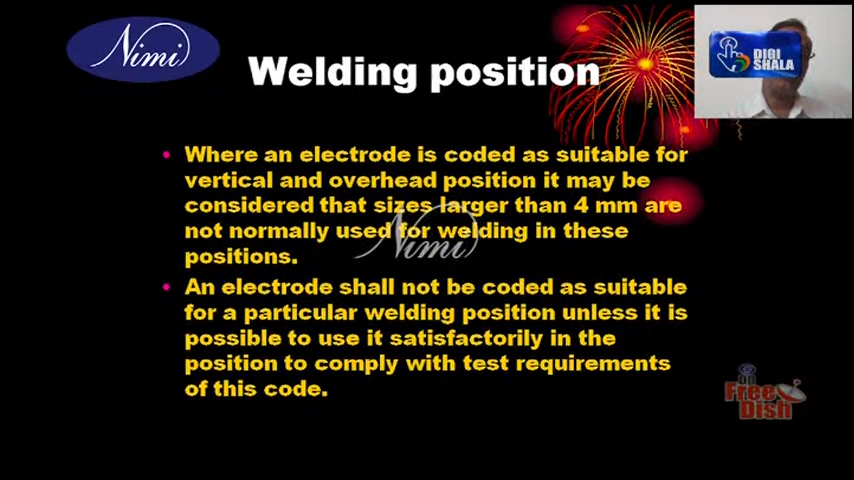 Nimi
DIGI
SHALA
Welding position
• Where an electrode is coded as suitable for
vertical and overhead position it may be
considered that sizes larger than 4 mm are
not normally used for welding in these
positions.
Nimi
• An electrode shall not be coded as suitable
for a particular welding position unless it is
possible to use it satisfactorily in the
position to comply with test requirements
of this code.
Free
Dish